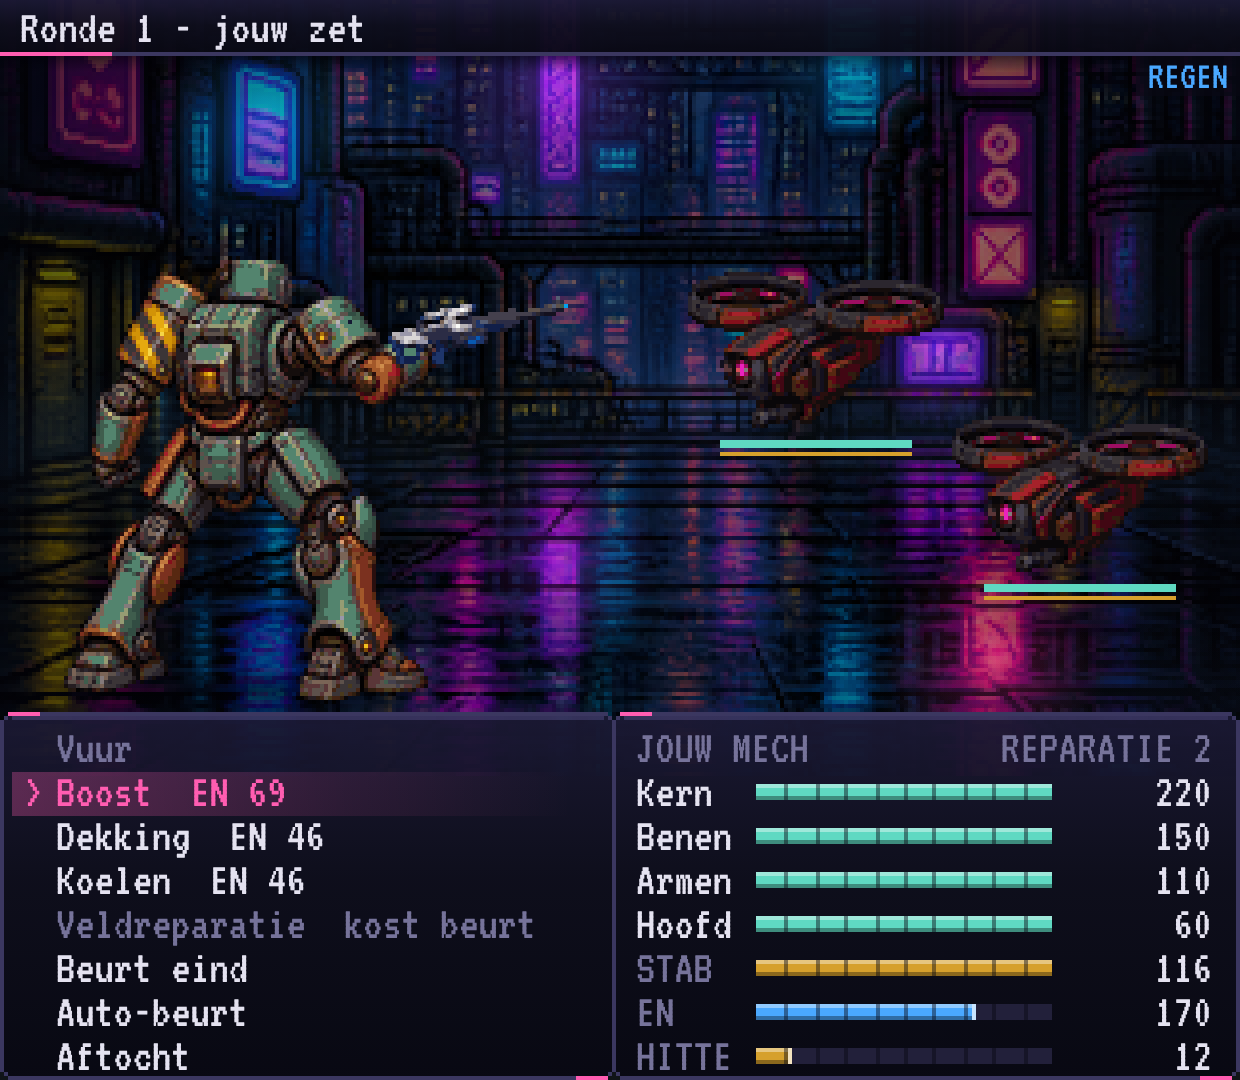 Ronde 1 - jouw zet
REGEN
Vuur
> Boost EN 69
Dekking EN 46
Koelen EN 46
Veldreparatie kost beurt
Beurt eind
Auto-beurt
Aftocht
JOUW MECH REPARATIE 2
Kern 220
Benen 150
Armen 110
Hoofd 60
STAB 116
EN 170
HITTE 12